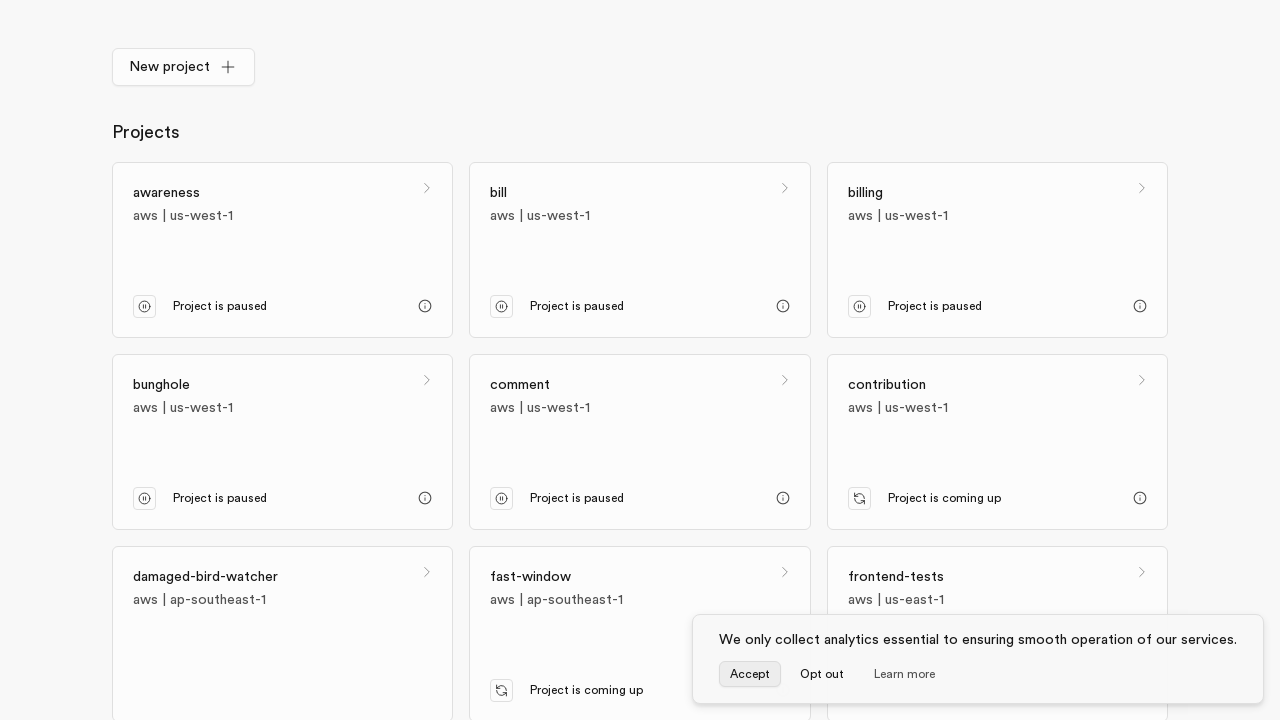 New project
Projects
awareness
aws | us-west-1
Project is paused
bill
aws | us-west-1
Project is paused
billing
aws | us-west-1
Project is paused
bunghole
aws | us-west-1
Project is paused
comment
aws | us-west-1
Project is paused
contribution
aws | us-west-1
Project is coming up
damaged-bird-watcher
aws | ap-southeast-1
fast-window
aws | ap-southeast-1
Project is coming up
frontend-tests
aws | us-east-1
We only collect analytics essential to ensuring smooth operation of our services.
Accept
Opt out
Learn more